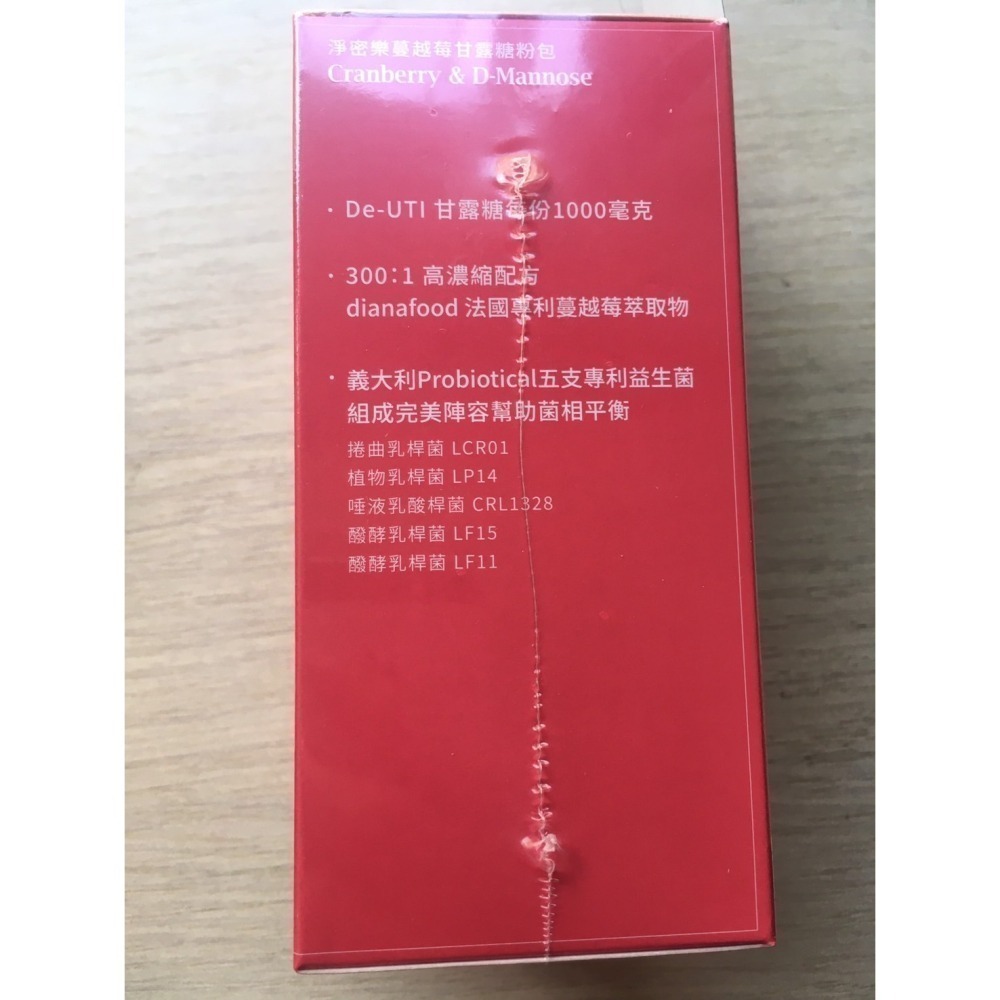 淨密樂蔓越莓甘露糖粉包
Cranberry & D-Mannose
· De-UTI 甘露糖每份1000毫克
· 300:1 高濃縮配方
dianafood 法國專利蔓越莓萃取物
· 義大利Probiotical五支專利益生菌
組成完美陣容幫助菌相平衡
捲曲乳桿菌 LCR01
植物乳桿菌 LP14
唾液乳酸桿菌 CRL1328
醱酵乳桿菌 LF15
醱酵乳桿菌 LF11